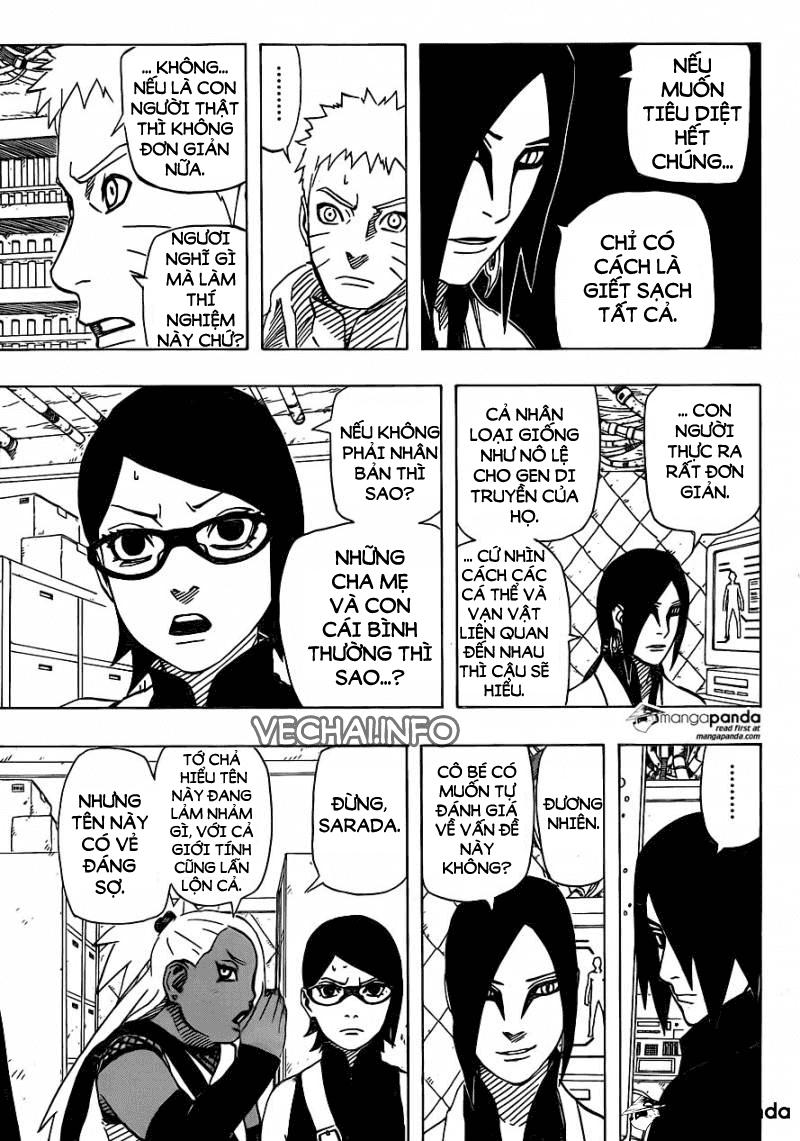 NẾU
MUỐN
TIÊU DIỆT
HẾT
CHÚNG...
CHỈ CÓ
CÁCH LÀ
GIẾT SẠCH
TẤT CẢ.
.........
... KHÔNG...
NẾU LÀ CON
NGƯỜI THẬT
THÌ KHÔNG
ĐƠN GIẢN
NỮA.
NGƯƠI
NGHĨ GÌ
MÀ LÀM
THÍ
NGHIỆM
NÀY CHỨ?
... CON
NGƯỜI
THỰC RA
RẤT ĐƠN
GIẢN.
CẢ NHÂN
LOẠI GIỐNG
NHƯ NÔ LỆ
CHO GEN DI
TRUYỀN CỦA
HỌ.
... CỨ NHÌN
CÁCH CÁC
CÁ THỂ VÀ
VẠN VẬT
LIÊN QUAN
ĐẾN NHAU
THÌ CẬU SẼ
HIỂU.
NẾU KHÔNG
PHẢI NHÂN
BẢN THÌ
SAO?
NHỮNG
CHA MẸ
VÀ CON
CÁI BÌNH
THƯỜNG THÌ
SAO...?
mangapanda
read first at
mangapanda.com
VECHAI.INFO
.......
ĐƯƠNG
NHIÊN.
CÔ BÉ CÓ
MUỐN TỰ
ĐÁNH GIÁ
VỀ VẤN ĐỀ
NÀY
KHÔNG?
ĐỪNG,
SARADA.
TỚ CHẢ
HIỂU TÊN
NÀY ĐANG
LẢM NHẢM
GÌ, VỚI CẢ
GIỚI TÍNH
CŨNG LẪN
LỘN CẢ.
NHƯNG
TÊN NÀY
CÓ VẺ
ĐÁNG
SỢ.